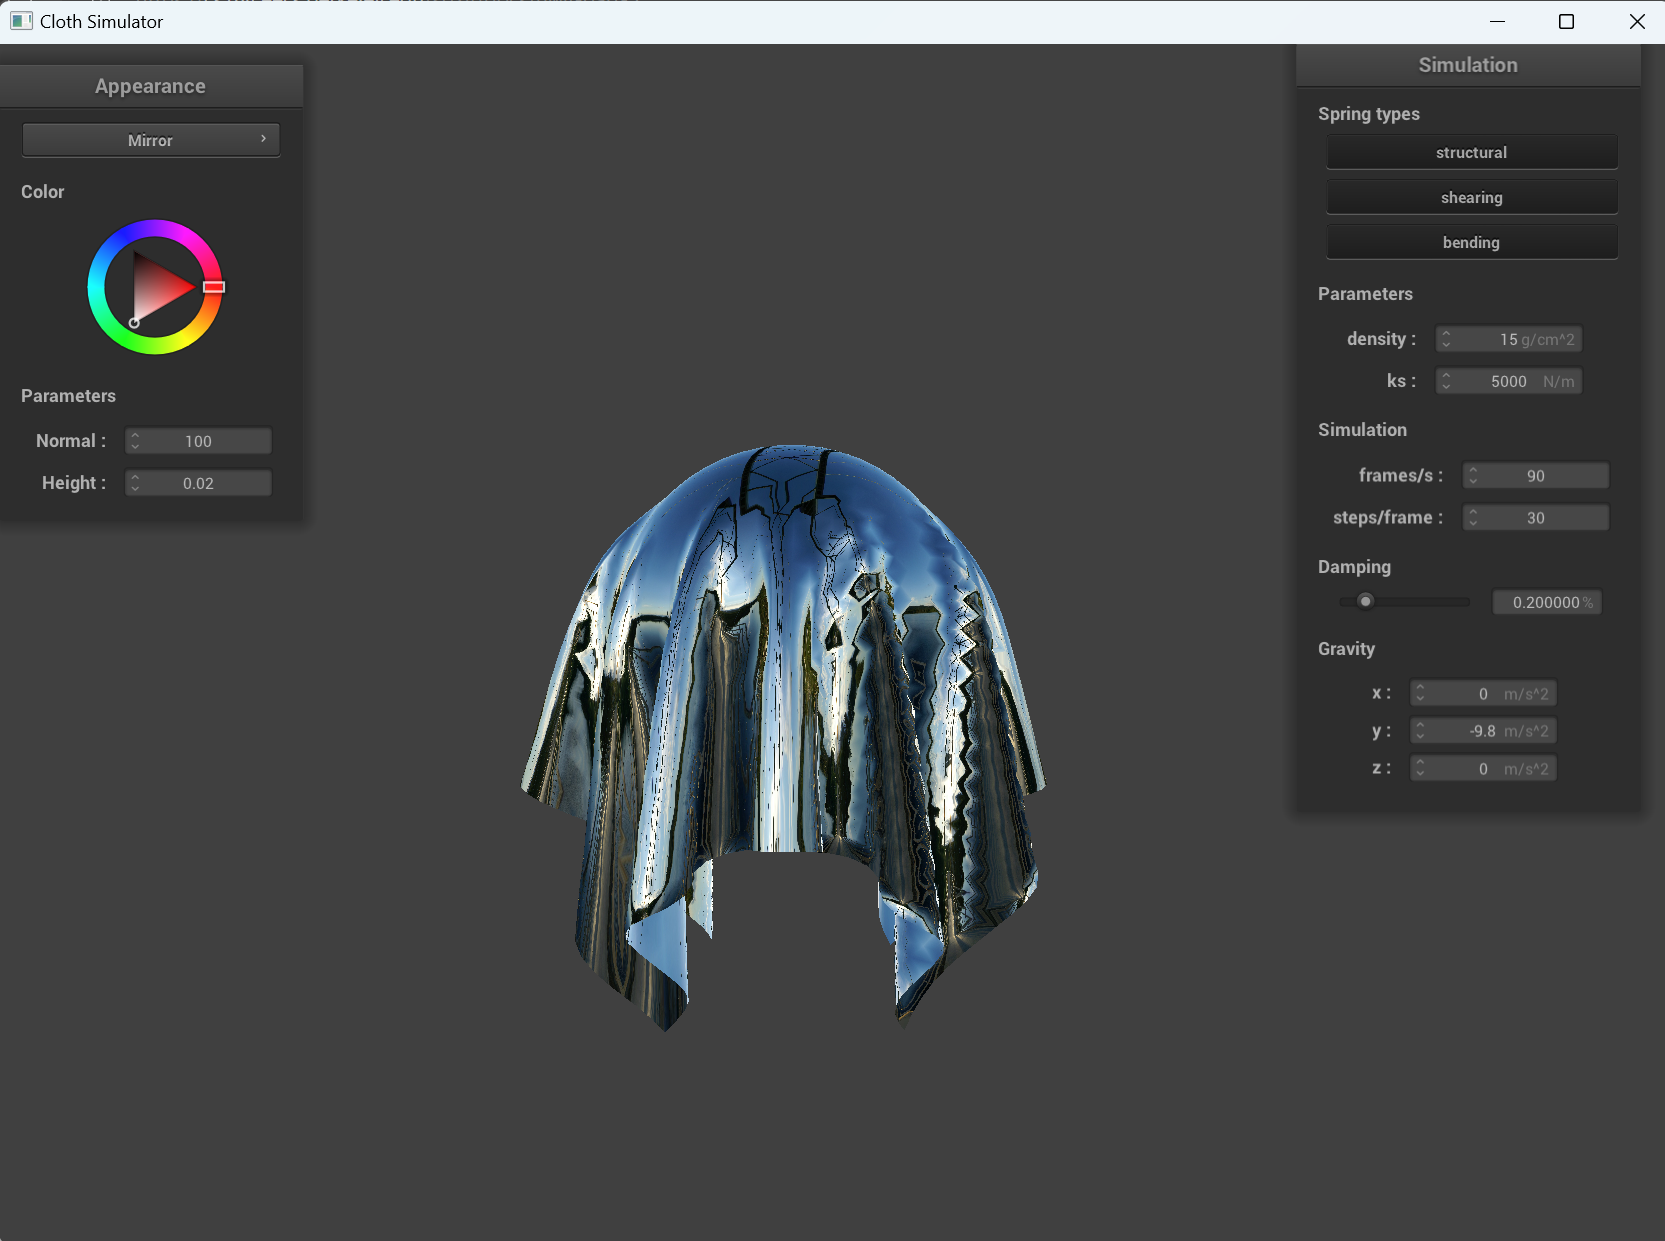 Cloth Simulator
Appearance
Mirror
Color
Parameters
Normal : 100
Height : 0.02
Simulation
Spring types
structural
shearing
bending
Parameters
density : 15 g/cm^2
ks : 5000 N/m
Simulation
frames/s : 90
steps/frame : 30
Damping
0.200000 %
Gravity
x : 0 m/s^2
y : -9.8 m/s^2
z : 0 m/s^2